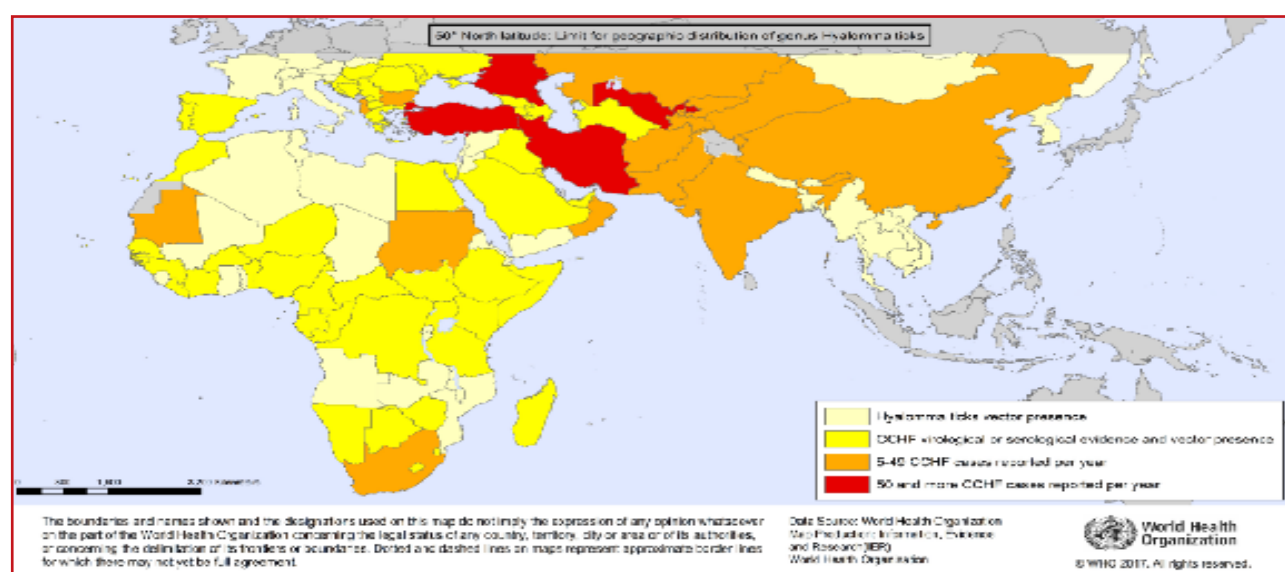 50° North latitude: Limit for geographic distribution of genus Hyalomma ticks
Hyalomma ticks vector presence
CCHF virological or serological evidence and vector presence
5-49 CCHF cases reported per year
50 and more CCHF cases reported per year
0
The boundaries and names shown and the designations used on this map do not imply the expression of any opinion whatsoever
on the part of the World Health Organization concerning the legal status of any country, territory, city or area or of its authorities,
or concerning the delimitation of its frontiers or boundaries. Dotted and dashed lines on maps represent approximate border lines
for which there may not yet be full agreement.
Data Source: World Health Organization
Map Production: Information, Evidence
and Research (IER)
World Health Organization
World Health
Organization
© WHO 2017. All rights reserved.